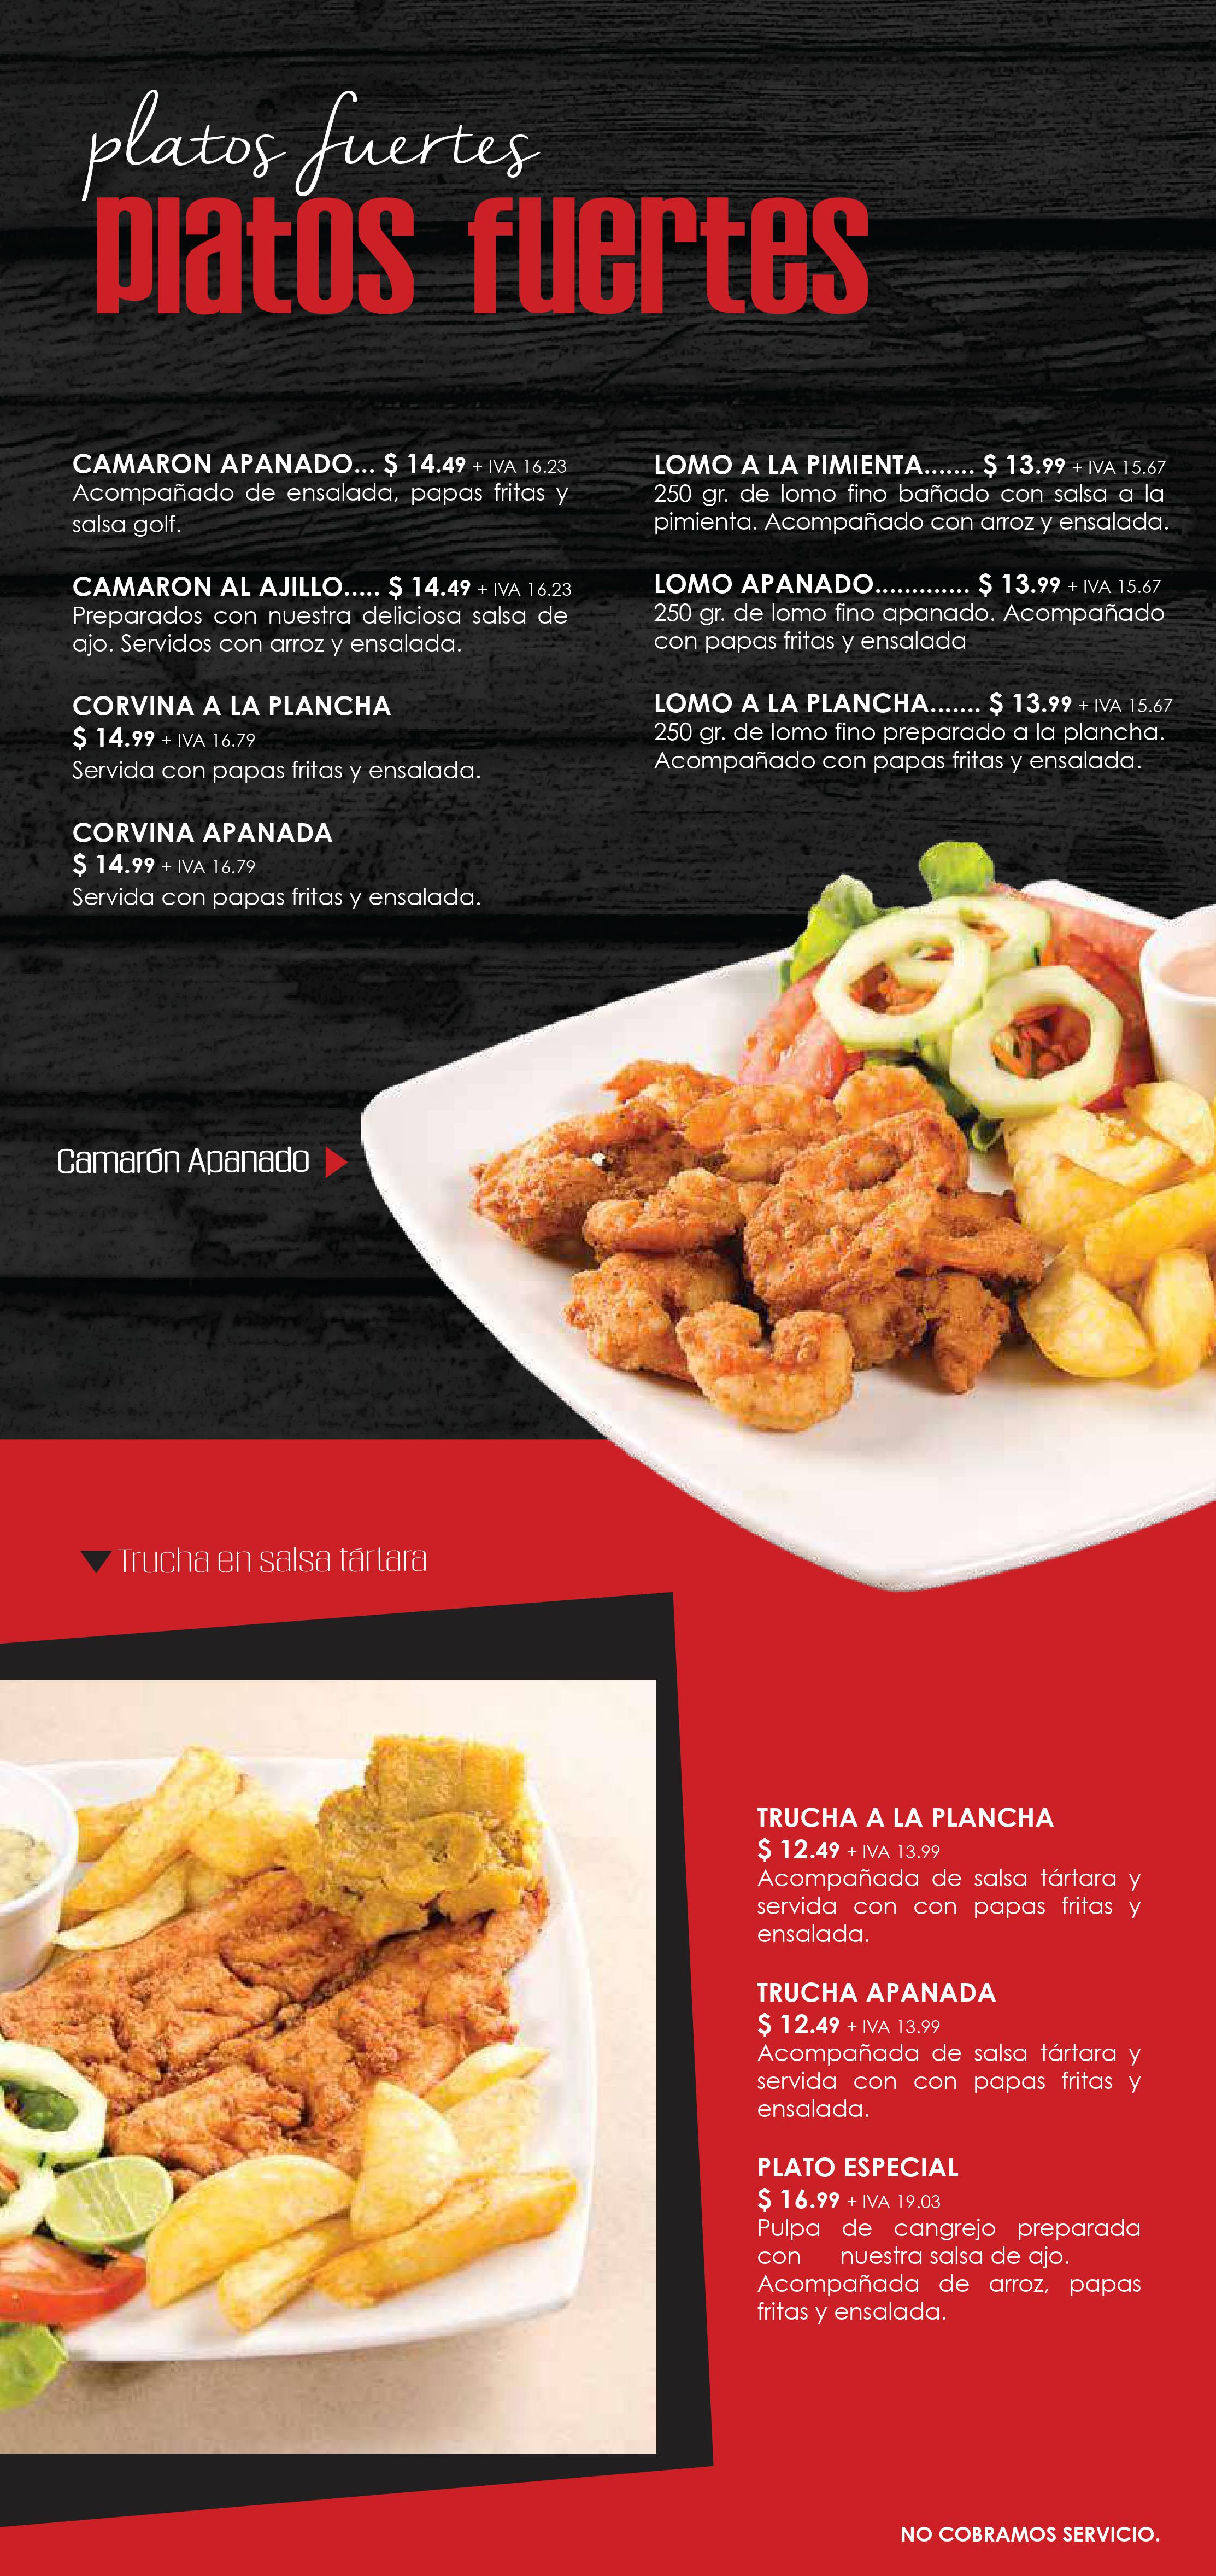 platos fuertes
platos fuertes
CAMARON APANADO... $ 14.49 + IVA 16.23
Acompañado de ensalada, papas fritas y
salsa golf.
CAMARON AL AJILLO..... $ 14.49 + IVA 16.23
Preparados con nuestra deliciosa salsa de
ajo. Servidos con arroz y ensalada.
CORVINA A LA PLANCHA
$ 14.99 + IVA 16.79
Servida con papas fritas y ensalada.
CORVINA APANADA
$ 14.99 + IVA 16.79
Servida con papas fritas y ensalada.
LOMO A LA PIMIENTA....... $ 13.99 + IVA 15.67
250 gr. de lomo fino bañado con salsa a la
pimienta. Acompañado con arroz y ensalada.
LOMO APANADO............. $ 13.99 + IVA 15.67
250 gr. de lomo fino apanado. Acompañado
con papas fritas y ensalada
LOMO A LA PLANCHA....... $ 13.99 + IVA 15.67
250 gr. de lomo fino preparado a la plancha.
Acompañado con papas fritas y ensalada.
Camarón Apanado
Trucha en salsa tártara
TRUCHA A LA PLANCHA
$ 12.49 + IVA 13.99
Acompañada de salsa tártara y
servida con con papas fritas y
ensalada.
TRUCHA APANADA
$ 12.49 + IVA 13.99
Acompañada de salsa tártara y
servida con con papas fritas y
ensalada.
PLATO ESPECIAL
$ 16.99 + IVA 19.03
Pulpa de cangrejo preparada
con nuestra salsa de ajo.
Acompañada de arroz, papas
fritas y ensalada.
NO COBRAMOS SERVICIO.